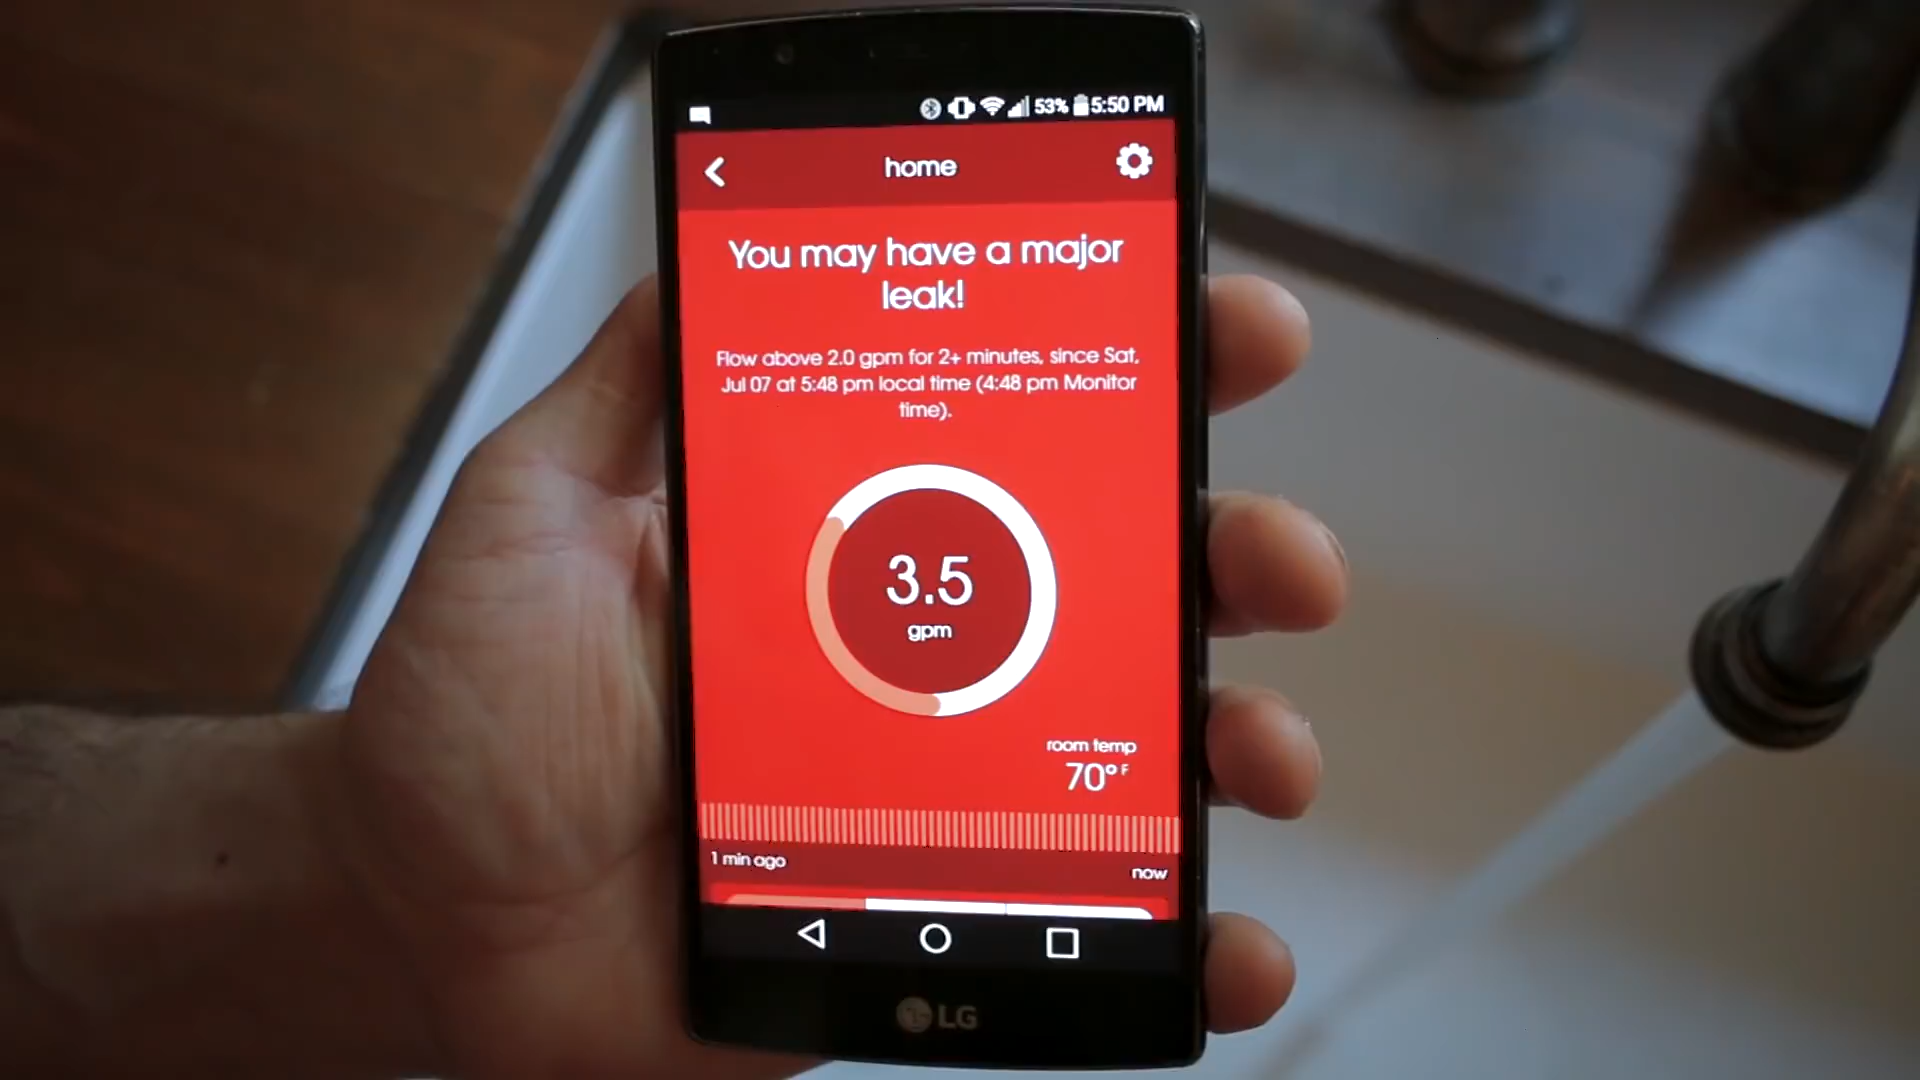 53% 5:50 PM
home
You may have a major
leak!
Flow above 2.0 gpm for 2+ minutes, since Sat,
Jul 07 at 5:48 pm local time (4:48 pm Monitor
time).
3.5
gpm
room temp
70° F
1 min ago
now
LG